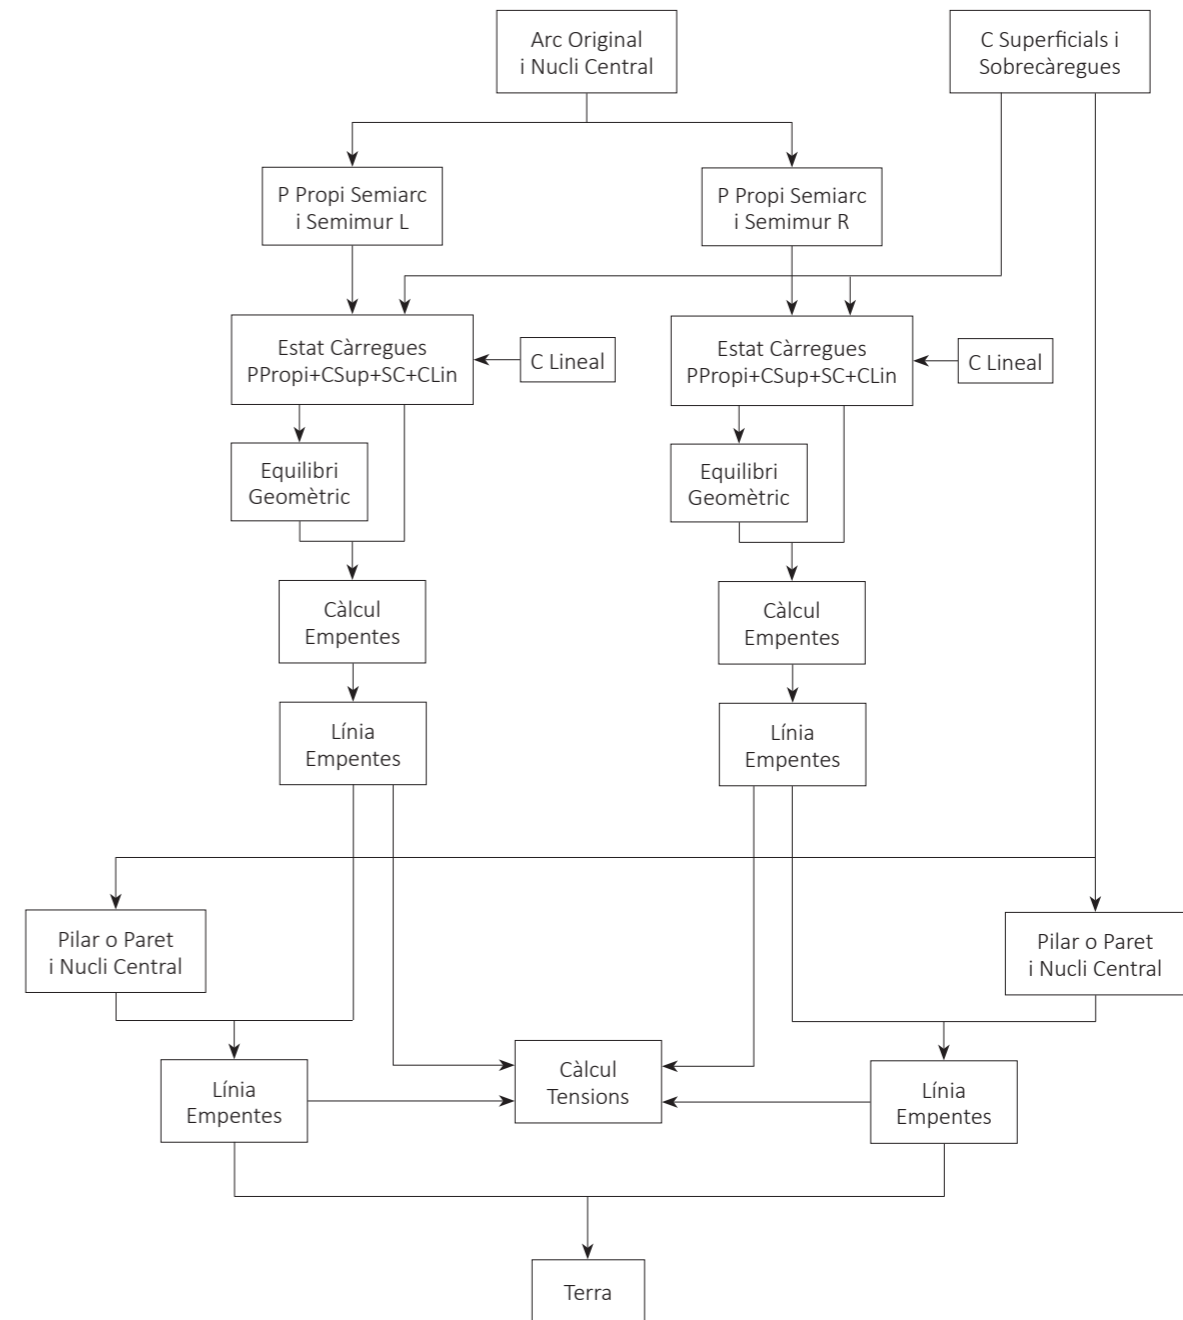 Arc Original
i Nucli Central
C Superficials i
Sobrecàregues
P Propi Semiarc
i Semimur L
P Propi Semiarc
i Semimur R
Estat Càrregues
PPropi+CSup+SC+CLin
C Lineal
Estat Càrregues
PPropi+CSup+SC+CLin
C Lineal
Equilibri
Geomètric
Equilibri
Geomètric
Càlcul
Empentes
Càlcul
Empentes
Línia
Empentes
Línia
Empentes
Pilar o Paret
i Nucli Central
Pilar o Paret
i Nucli Central
Línia
Empentes
Càlcul
Tensions
Línia
Empentes
Terra